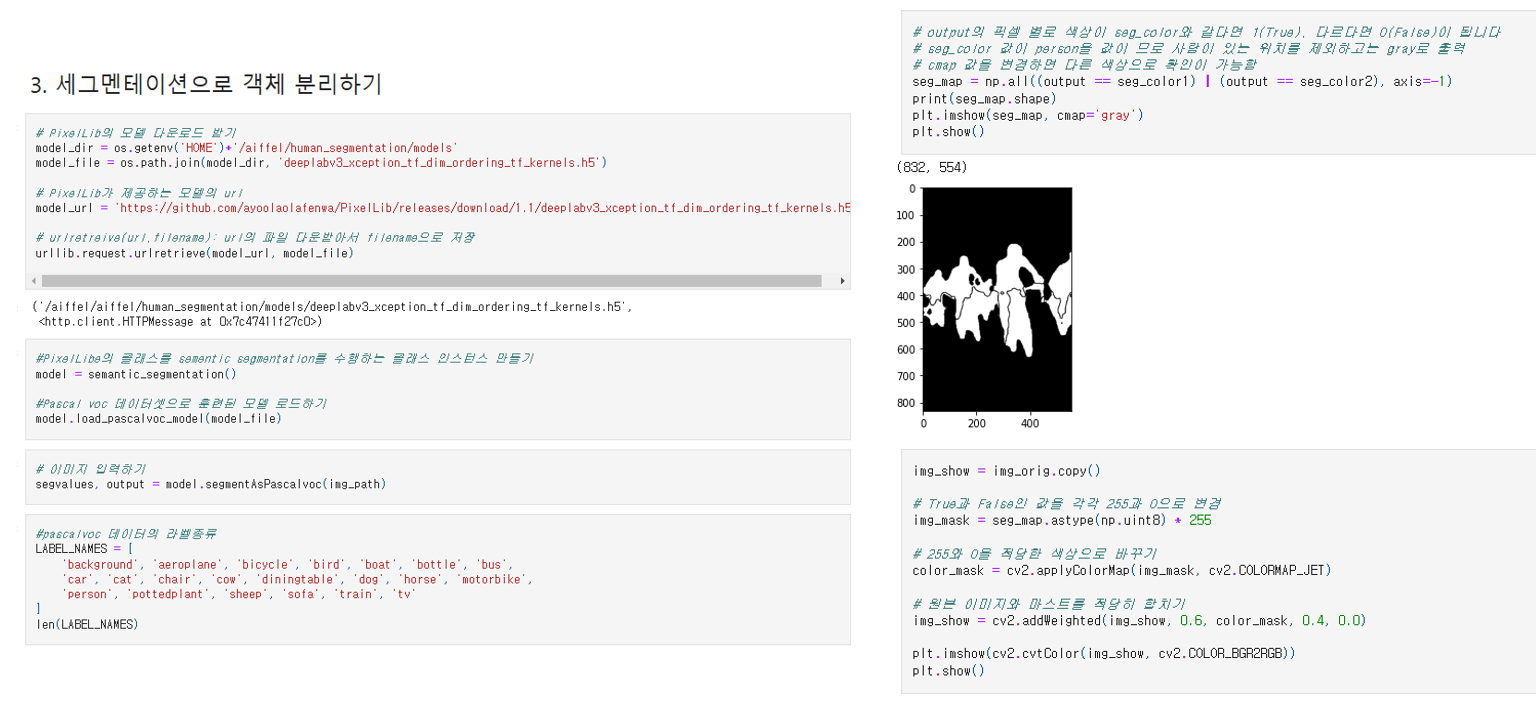 3. 세그멘테이션으로 객체 분리하기
# PixelLib의 모델 다운로드 받기
model_dir = os.getenv('HOME')+'/aiffel/human_segmentation/models'
model_file = os.path.join(model_dir, 'deeplabv3_xception_tf_dim_ordering_tf_kernels.h5')
# PixelLib가 제공하는 모델의 url
model_url = 'https://github.com/ayoolaolafenwa/PixelLib/releases/download/1.1/deeplabv3_xception_tf_dim_ordering_tf_kernels.h5
# urlretreive(url,filename): url의 파일 다운받아서 filename으로 저장
urllib.request.urlretrieve(model_url, model_file)
('/aiffel/aiffel/human_segmentation/models/deeplabv3_xception_tf_dim_ordering_tf_kernels.h5',
<http.client.HTTPMessage at 0x7c47411f27c0>)
#PixelLibe의 클래스를 sementic segmentation를 수행하는 클래스 인스턴스 만들기
model = semantic_segmentation()
#Pascal voc 데이터셋으로 훈련된 모델 로드하기
model.load_pascalvoc_model(model_file)
# 이미지 입력하기
segvalues, output = model.segmentAsPascalvoc(img_path)
#pascalvoc 데이터의 라벨종류
LABEL_NAMES = [
'background', 'aeroplane', 'bicycle', 'bird', 'boat', 'bottle', 'bus',
'car', 'cat', 'chair', 'cow', 'diningtable', 'dog', 'horse', 'motorbike',
'person', 'pottedplant', 'sheep', 'sofa', 'train', 'tv'
]
len(LABEL_NAMES)
# output의 픽셀 별로 색상이 seg_color와 같다면 1(True), 다르다면 0(False)이 됩니다
# seg_color 값이 person을 값이 므로 사람이 있는 위치를 제외하고는 gray로 출력
# cmap 값을 변경하면 다른 색상으로 확인이 가능함
seg_map = np.all((output == seg_color1) | (output == seg_color2), axis=-1)
print(seg_map.shape)
plt.imshow(seg_map, cmap='gray')
plt.show()
(832, 554)
0
100
200
300
400
500
600
700
800
0 200 400
img_show = img_orig.copy()
# True과 False인 값을 각각 255과 0으로 변경
img_mask = seg_map.astype(np.uint8) * 255
# 255와 0을 적당한 색상으로 바꾸기
color_mask = cv2.applyColorMap(img_mask, cv2.COLORMAP_JET)
# 원본 이미지와 마스트를 적당히 합치기
img_show = cv2.addWeighted(img_show, 0.6, color_mask, 0.4, 0.0)
plt.imshow(cv2.cvtColor(img_show, cv2.COLOR_BGR2RGB))
plt.show()